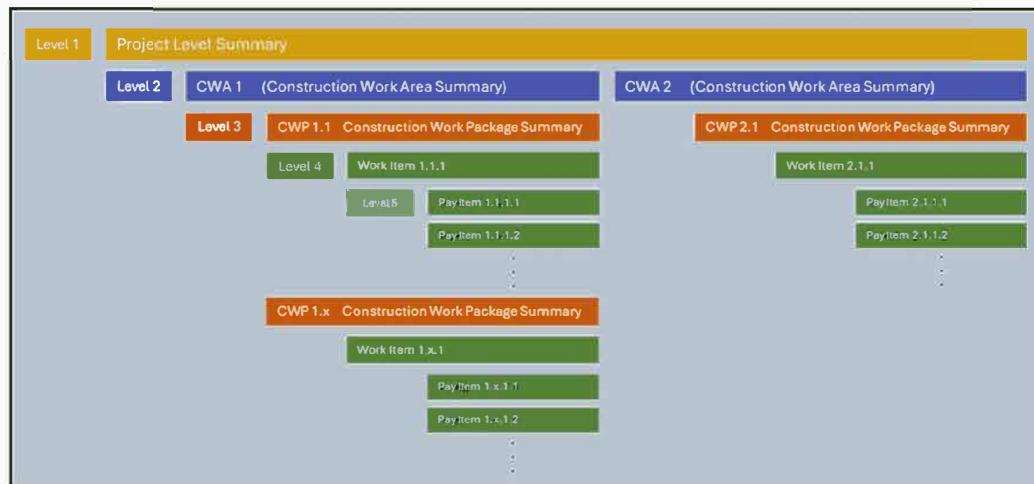 Level 1 Project Level Summary
Level 2 CWA 1 (Construction Work Area Summary) CWA 2 (Construction Work Area Summary)
Level 3 CWP 1.1 Construction Work Package Summary CWP 2.1 Construction Work Package Summary
Level 4 Work Item 1.1.1 Work Item 2.1.1
Level 5 Pay Item 1.1.1.1 Pay Item 2.1.1.1
Pay Item 1.1.1.2 Pay Item 2.1.1.2
CWP 1.x Construction Work Package Summary
Work Item 1.x.1
Pay Item 1.x.1.1
Pay Item 1.x.1.2